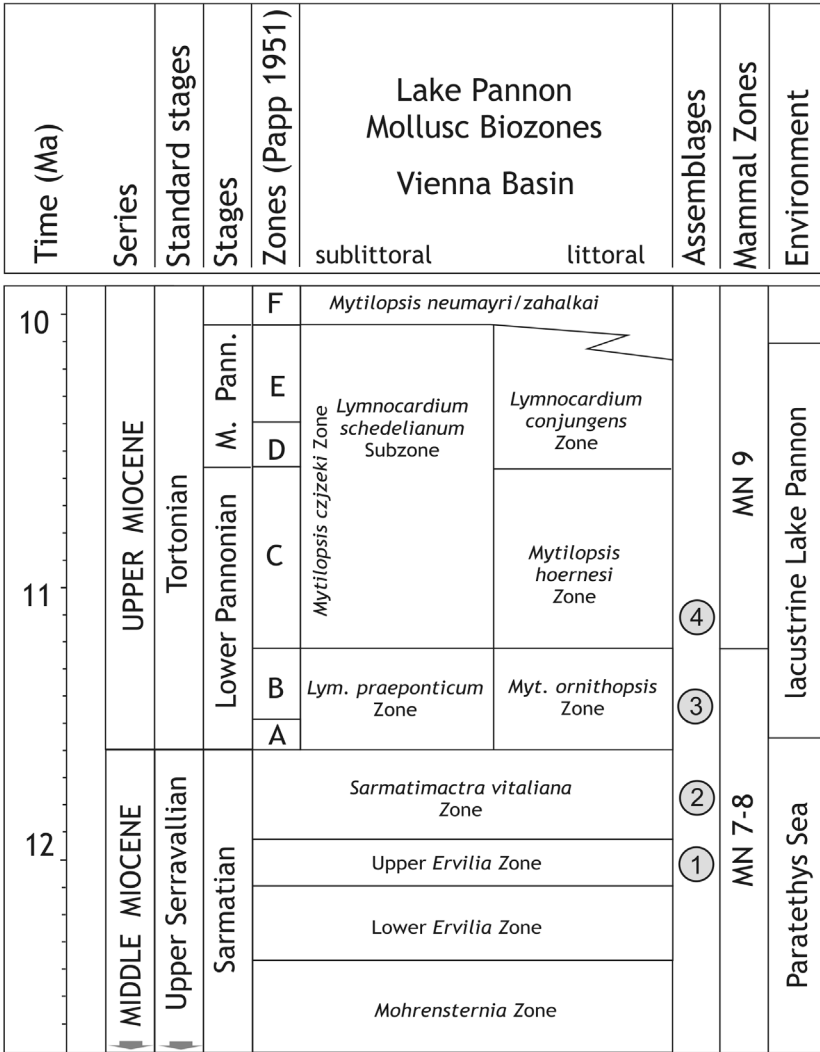 Time (Ma)
Series
Standard stages
Stages
Zones (Papp 1951)
Lake Pannon
Mollusc Biozones
Vienna Basin
sublittoral
littoral
Assemblages
Mammal Zones
Environment
10
11
12
UPPER MIOCENE
MIDDLE MIOCENE
Tortonian
Upper Serravallian
M. Pann.
Lower Pannonian
Sarmatian
F
E
D
C
B
A
Mytilopsis neumayri/zahalkai
Mytilopsis czjzeki Zone
Lymnocardium
schedelianum
Subzone
Lymnocardium
conjungens
Zone
Mytilopsis
hoernesi
Zone
Lym. praeponticum
Zone
Myt. ornithopsis
Zone
Sarmatimactra vitaliana
Zone
Upper Ervilia Zone
Lower Ervilia Zone
Mohrensternia Zone
4
3
2
1
MN 9
MN 7-8
lacustrine Lake Pannon
Paratethys Sea